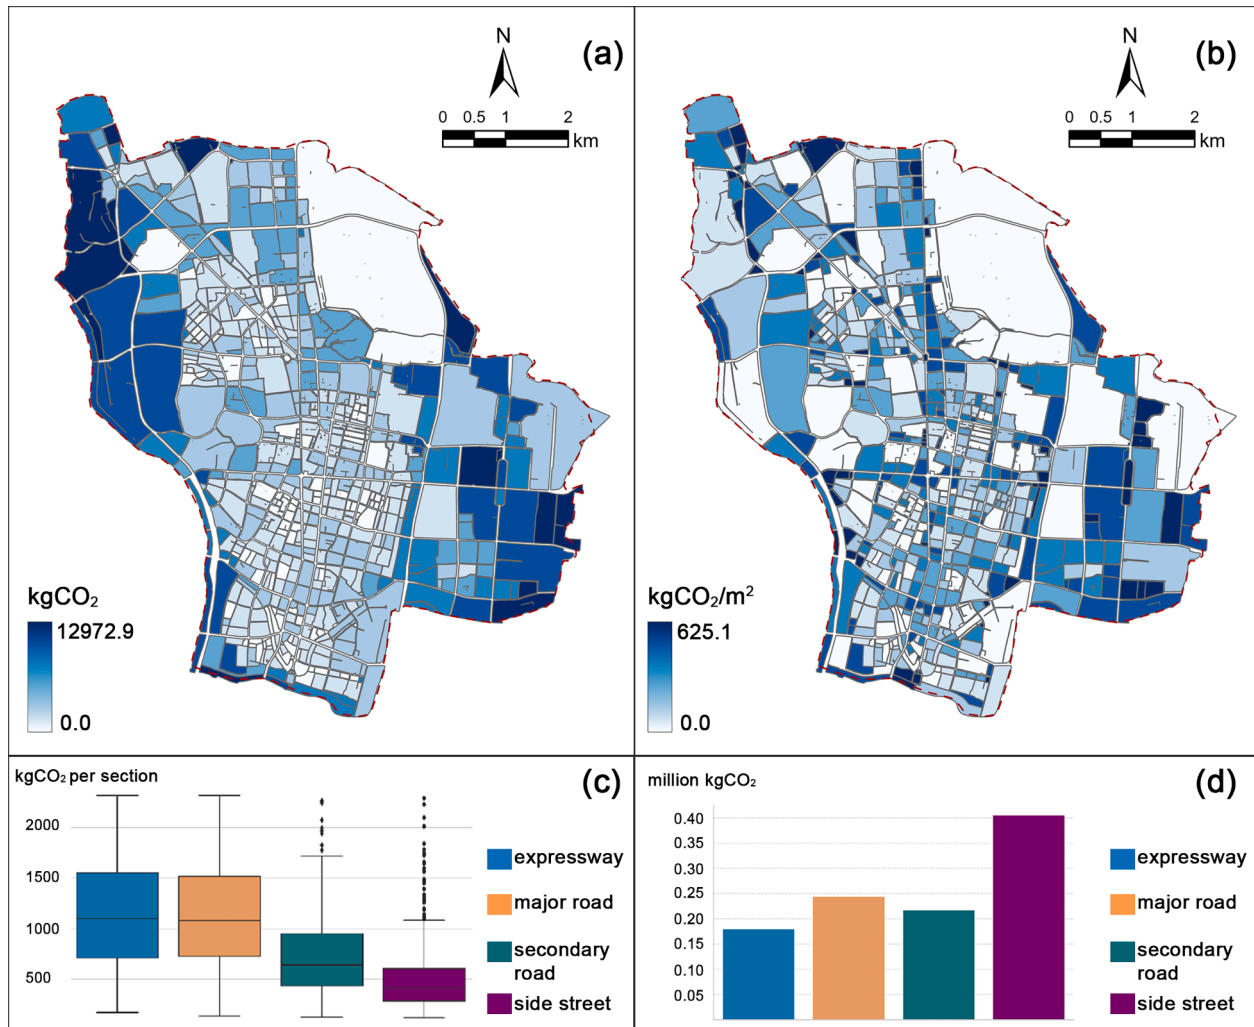 N
(a)
0 0.5 1 2
km
kgCO₂
12972.9
0.0
N
(b)
0 0.5 1 2
km
kgCO₂/m²
625.1
0.0
kgCO₂ per section
(c)
2000
1500
1000
500
expressway
major road
secondary
road
side street
million kgCO₂
(d)
0.40
0.35
0.30
0.25
0.20
0.15
0.10
0.05
expressway
major road
secondary
road
side street